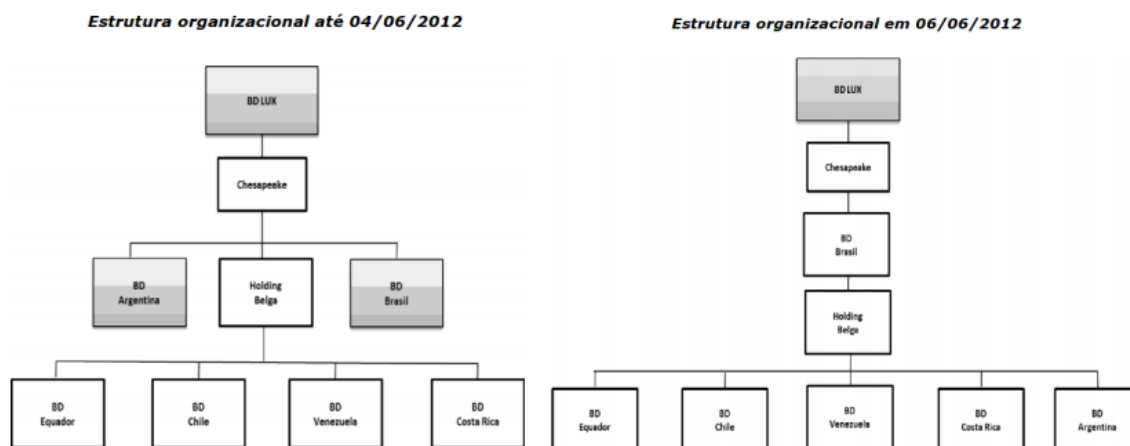 Estrutura organizacional até 04/06/2012
BD LUX
Chesapeake
BD
Argentina
Holding
Belga
BD
Brasil
BD
Equador
BD
Chile
BD
Venezuela
BD
Costa Rica
Estrutura organizacional em 06/06/2012
BD LUX
Chesapeake
BD
Brasil
Holding
Belga
BD
Equador
BD
Chile
BD
Venezuela
BD
Costa Rica
BD
Argentina